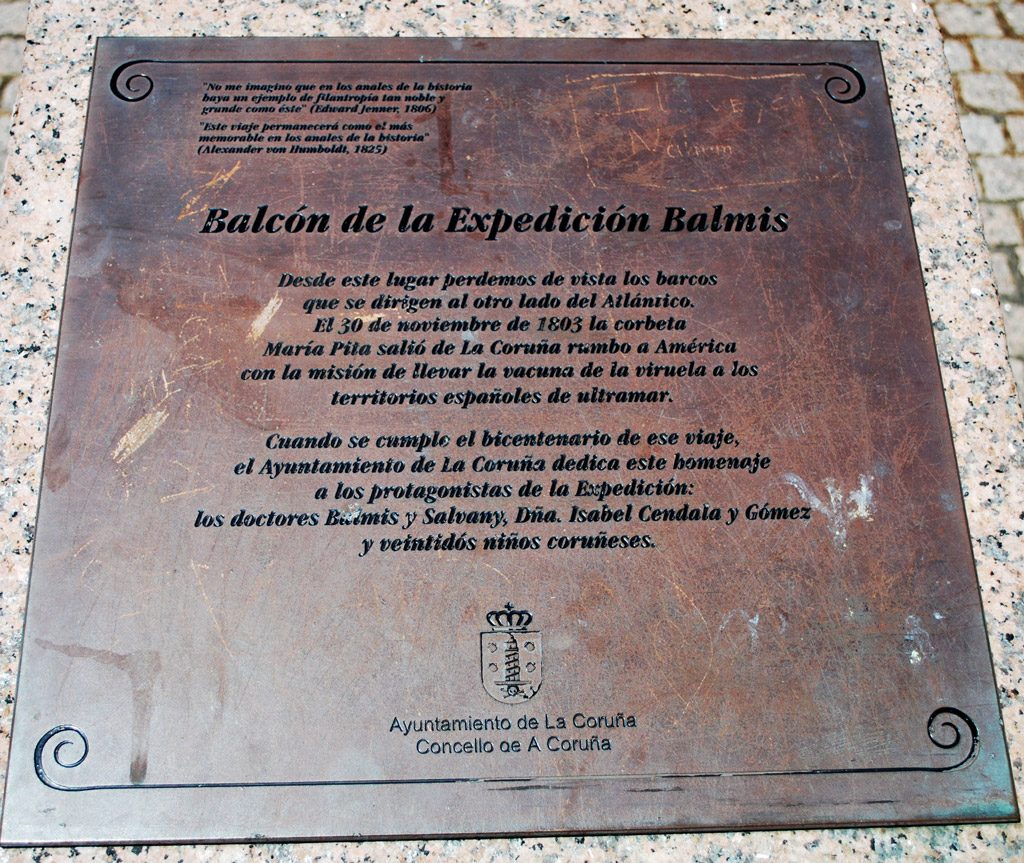 "No me imagino que en los anales de la historia
haya un ejemplo de filantropía tan noble y
grande como éste" (Edward Jenner, 1806)
"Este viaje permanecerá como el más
memorable en los anales de la historia"
(Alexander von Humboldt, 1825)
Balcón de la Expedición Balmis
Desde este lugar perdemos de vista los barcos
que se dirigen al otro lado del Atlántico.
El 30 de noviembre de 1803 la corbeta
María Pita salió de La Coruña rumbo a América
con la misión de llevar la vacuna de la viruela a los
territorios españoles de ultramar.
Cuando se cumple el bicentenario de ese viaje,
el Ayuntamiento de La Coruña dedica este homenaje
a los protagonistas de la Expedición:
los doctores Balmis y Salvany, Dña. Isabel Cendala y Gómez
y veintidós niños coruñeses.
Ayuntamiento de La Coruña
Concello de A Coruña